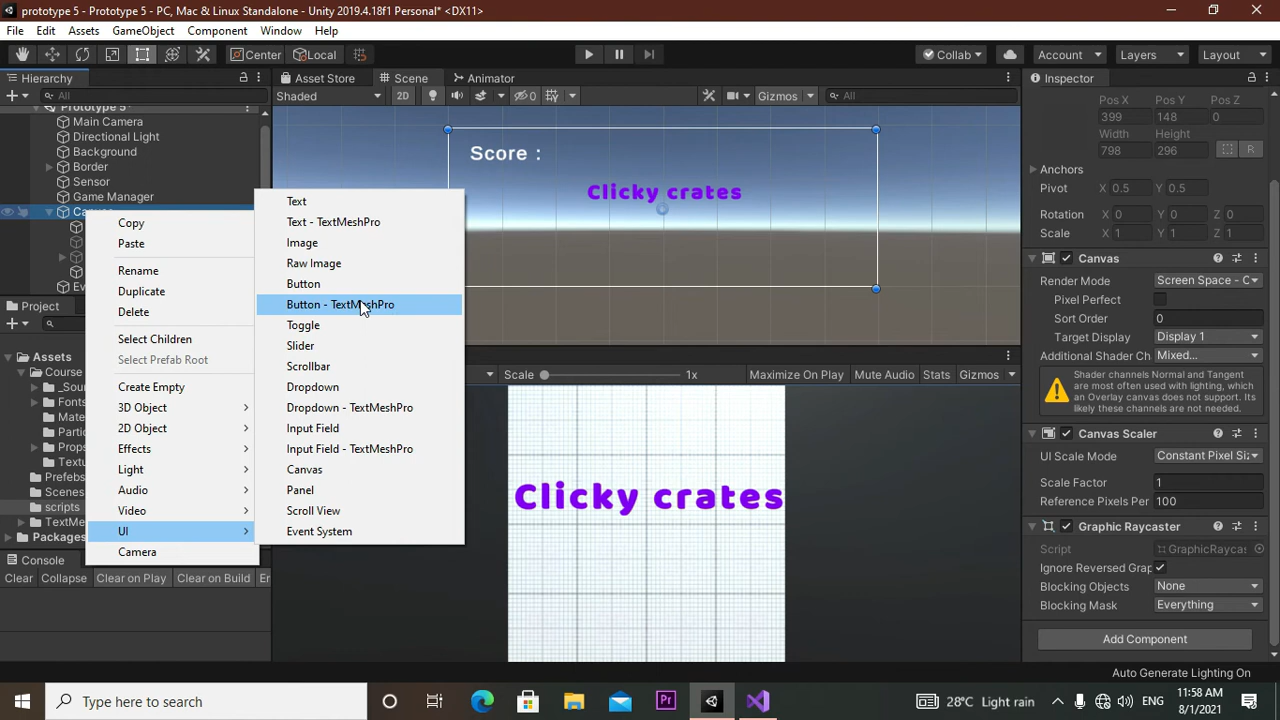 prototype 5 - Prototype 5 - PC, Mac & Linux Standalone - Unity 2019.4.18f1 Personal* <DX11>
File Edit Assets GameObject Component Window Help
Center Local Collab Account Layers Layout
Hierarchy Asset Store Scene Animator Inspector
All Shaded 2D 0 Gizmos All
Prototype 5*
Main Camera
Directional Light
Background
Border
Sensor
Game Manager
Copy
Paste
Rename
Duplicate
Delete
Select Children
Select Prefab Root
Create Empty
3D Object
2D Object
Effects
Light
Audio
Video
UI
Camera
Text
Text - TextMeshPro
Image
Raw Image
Button
Button - TextMeshPro
Toggle
Slider
Scrollbar
Dropdown
Dropdown - TextMeshPro
Input Field
Input Field - TextMeshPro
Canvas
Panel
Scroll View
Event System
Score :
Clicky crates
Scale 1x Maximize On Play Mute Audio Stats Gizmos
Clicky crates
Project
Assets
Course
_Sou
Fonts
Mate
Parti
Prop
Textu
Prefebs
Scenes
scripts
TextMe
Packages
Console
Clear Collapse Clear on Play Clear on Build
Pos X Pos Y Pos Z
399 148 0
Width Height
798 296 R
Anchors
Pivot X 0.5 Y 0.5
Rotation X 0 Y 0 Z 0
Scale X 1 Y 1 Z 1
Canvas
Render Mode Screen Space - O
Pixel Perfect
Sort Order 0
Target Display Display 1
Additional Shader Ch Mixed...
Shader channels Normal and Tangent
are most often used with lighting, which
an Overlay canvas does not support. Its
likely these channels are not needed.
Canvas Scaler
UI Scale Mode Constant Pixel Siz
Scale Factor 1
Reference Pixels Per 100
Graphic Raycaster
Script GraphicRaycas
Ignore Reversed Grap
Blocking Objects None
Blocking Mask Everything
Add Component
Auto Generate Lighting On
Type here to search
Pr
28°C Light rain
ENG
11:58 AM
8/1/2021